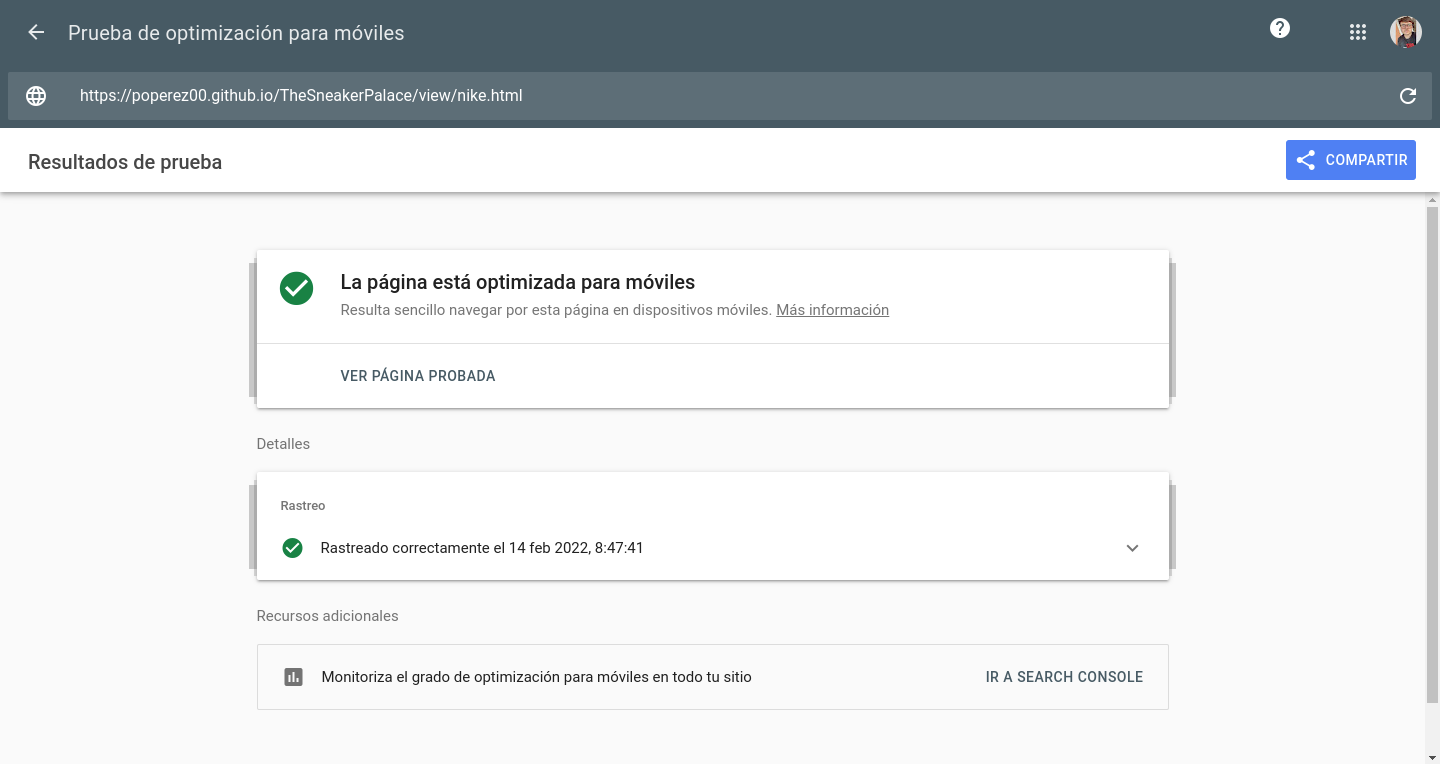 Prueba de optimización para móviles
https://poperez00.github.io/TheSneakerPalace/view/nike.html
Resultados de prueba
COMPARTIR
La página está optimizada para móviles
Resulta sencillo navegar por esta página en dispositivos móviles. Más información
VER PÁGINA PROBADA
Detalles
Rastreo
Rastreado correctamente el 14 feb 2022, 8:47:41
Recursos adicionales
Monitoriza el grado de optimización para móviles en todo tu sitio
IR A SEARCH CONSOLE